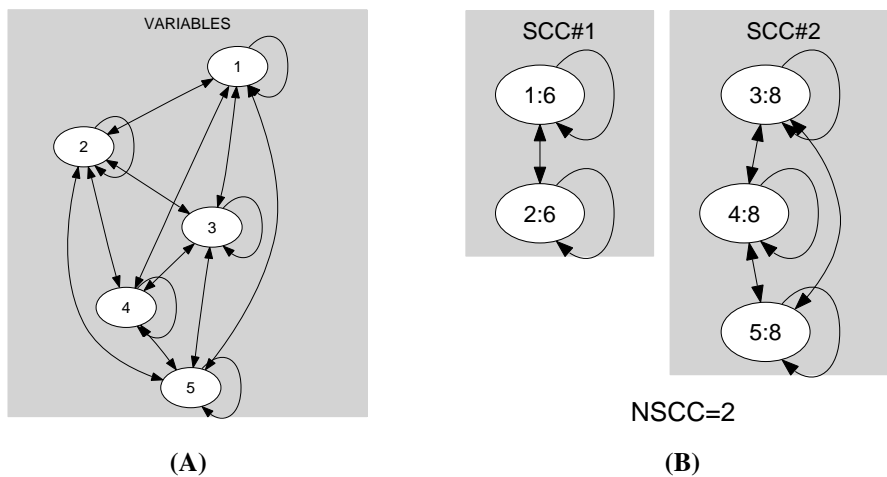 VARIABLES
1
2
3
4
5
(A)
SCC#1
1:6
2:6
SCC#2
3:8
4:8
5:8
NSCC=2
(B)